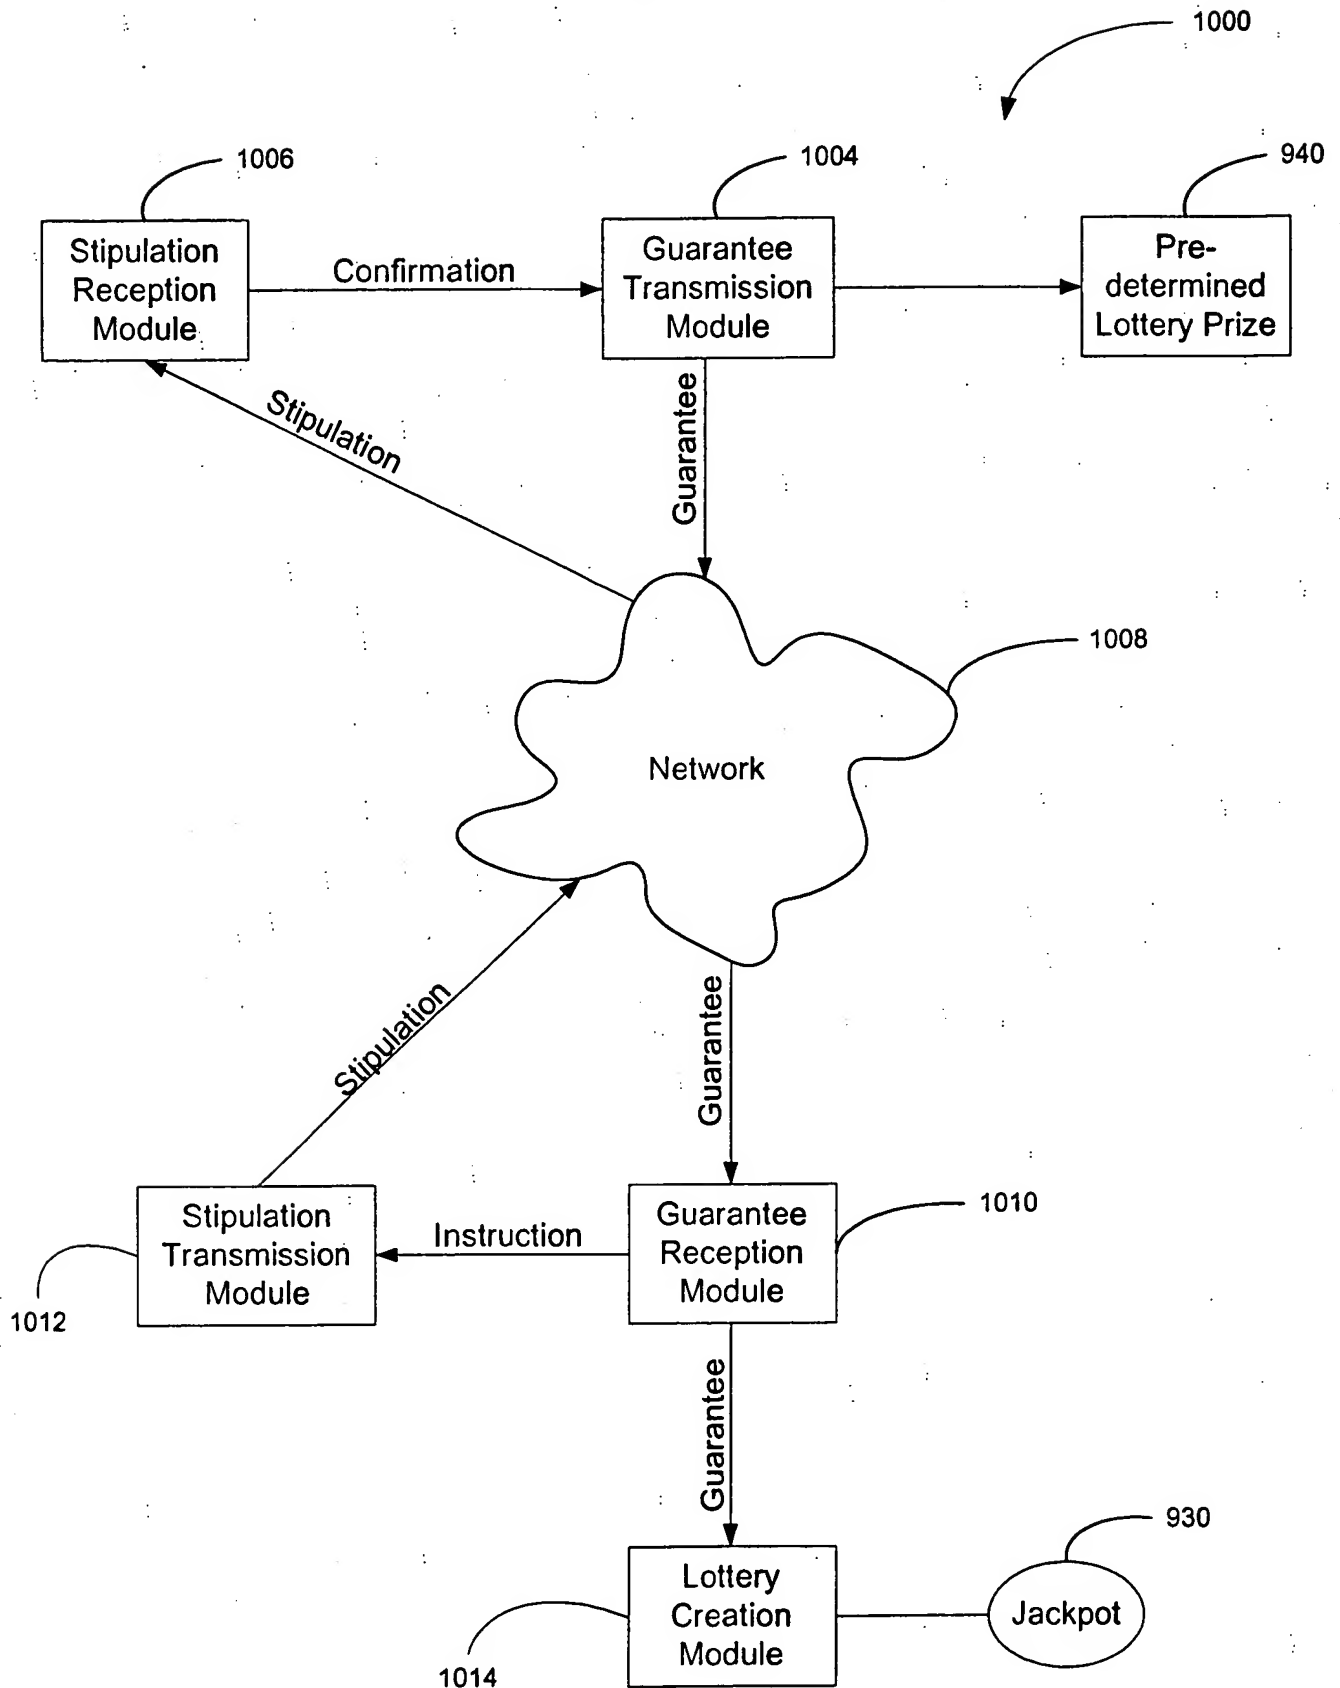 1000
1006
1004
940
Stipulation
Reception
Module
Confirmation
Guarantee
Transmission
Module
Pre-
determined
Lottery Prize
Stipulation
Guarantee
1008
Network
Stipulation
Guarantee
Stipulation
Transmission
Module
Instruction
Guarantee
Reception
Module
1010
1012
Guarantee
930
Lottery
Creation
Module
Jackpot
1014